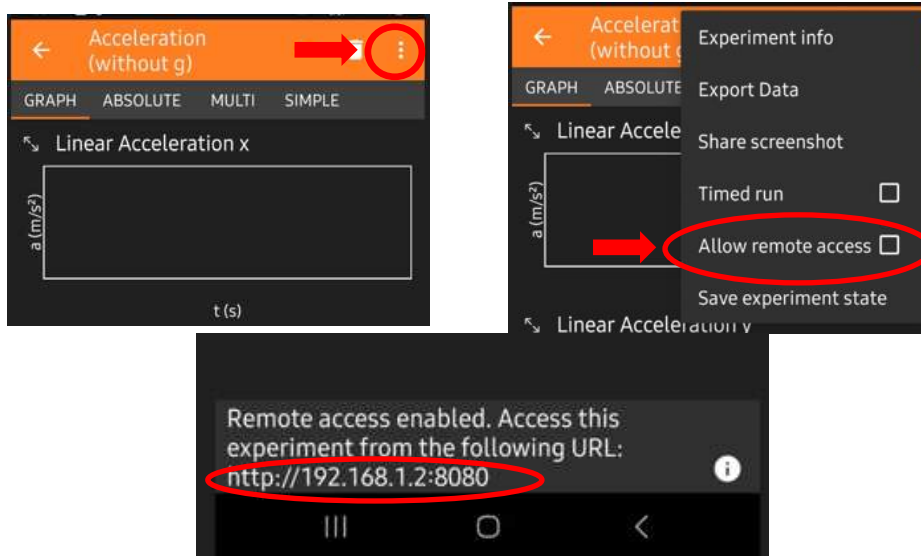 Acceleration
(without g)
GRAPH ABSOLUTE MULTI SIMPLE
Linear Acceleration x
a (m/s²)
t (s)
Accelerat
(without g
GRAPH ABSOLUTE
Linear Accele
a (m/s²)
Linear Acceleration y
Experiment info
Export Data
Share screenshot
Timed run
Allow remote access
Save experiment state
Remote access enabled. Access this
experiment from the following URL:
http://192.168.1.2:8080